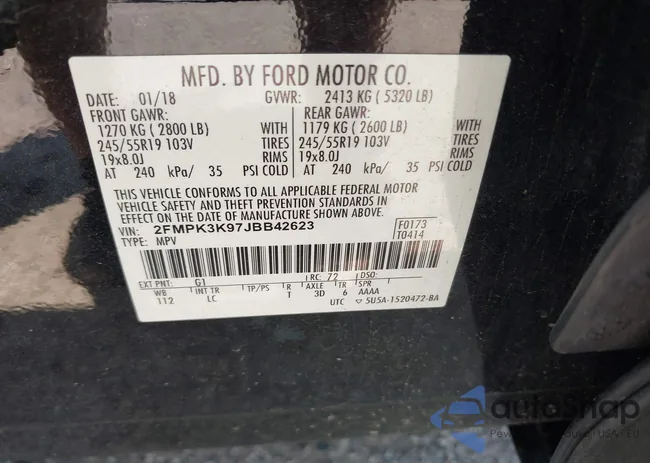 MFD. BY FORD MOTOR CO.
DATE: 01/18 GVWR: 2413 KG ( 5320 LB)
FRONT GAWR: REAR GAWR:
1270 KG ( 2800 LB) WITH 1179 KG ( 2600 LB) WITH
245/55R19 103V TIRES 245/55R19 103V TIRES
19x8.0J RIMS 19x8.0J RIMS
AT 240 kPa/ 35 PSI COLD AT 240 kPa/ 35 PSI COLD
THIS VEHICLE CONFORMS TO ALL APPLICABLE FEDERAL MOTOR
VEHICLE SAFETY AND THEFT PREVENTION STANDARDS IN
EFFECT ON THE DATE OF MANUFACTURE SHOWN ABOVE.
VIN: 2FMPK3K97JBB42623 F0173
TYPE: MPV T0414
EXT PNT: G1 RC: 72 DSO:
WB INT TR TP/PS R AXLE TR SPR
112 LC T 3D 6 AAAA
UTC 5U5A-1520472-BA
autoSnap